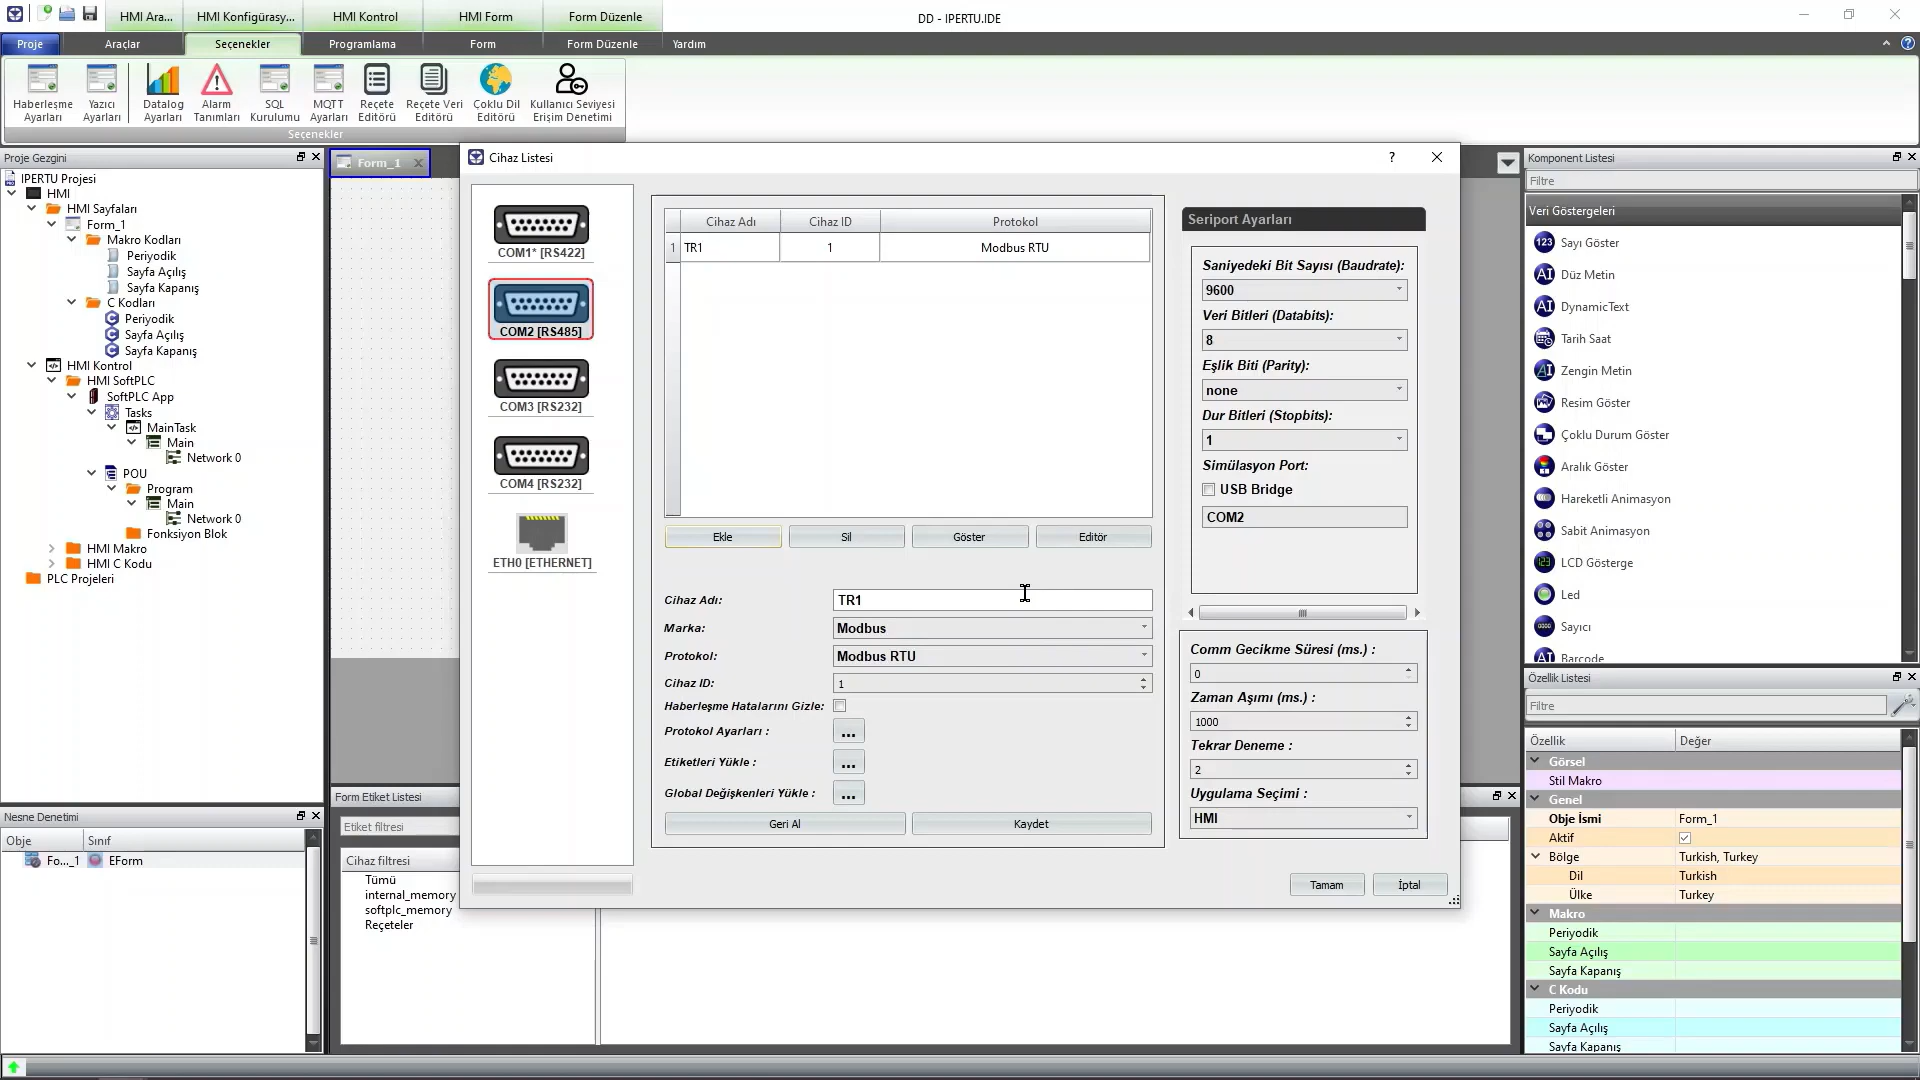 HMI Ara...
HMI Konfigürasy...
HMI Kontrol
HMI Form
Form Düzenle
DD - IPERTU.IDE
Proje
Araçlar
Seçenekler
Programlama
Form
Form Düzenle
Yardım
Haberleşme Ayarları
Yazıcı Ayarları
Datalog Ayarları
Alarm Tanımları
SQL Kurulumu
MQTT Ayarları
Reçete Editörü
Reçete Veri Editörü
Çoklu Dil Editörü
Kullanıcı Seviyesi Erişim Denetimi
Seçenekler
Proje Gezgini
IPERTU Projesi
HMI
HMI Sayfaları
Form_1
Makro Kodları
Periyodik
Sayfa Açılış
Sayfa Kapanış
C Kodları
Periyodik
Sayfa Açılış
Sayfa Kapanış
HMI Kontrol
HMI SoftPLC
SoftPLC App
Tasks
MainTask
Main
Network 0
POU
Program
Main
Network 0
Fonksiyon Blok
HMI Makro
HMI C Kodu
PLC Projeleri
Nesne Denetimi
Obje
Sınıf
Fo..._1
EForm
Form_1
Form Etiket Listesi
Etiket filtresi
Cihaz filtresi
Tümü
internal_memory
softplc_memory
Reçeteler
Cihaz Listesi
?
COM1* [RS422]
COM2 [RS485]
COM3 [RS232]
COM4 [RS232]
ETH0 [ETHERNET]
Cihaz Adı
Cihaz ID
Protokol
1
TR1
1
Modbus RTU
Ekle
Sil
Göster
Editör
Cihaz Adı:
TR1
Marka:
Modbus
Protokol:
Modbus RTU
Cihaz ID:
1
Haberleşme Hatalarını Gizle:
Protokol Ayarları :
...
Etiketleri Yükle :
...
Global Değişkenleri Yükle :
...
Geri Al
Kaydet
Seriport Ayarları
Saniyedeki Bit Sayısı (Baudrate):
9600
Veri Bitleri (Databits):
8
Eşlik Biti (Parity):
none
Dur Bitleri (Stopbits):
1
Simülasyon Port:
USB Bridge
COM2
Comm Gecikme Süresi (ms.) :
0
Zaman Aşımı (ms.) :
1000
Tekrar Deneme :
2
Uygulama Seçimi :
HMI
Tamam
İptal
Komponent Listesi
Filtre
Veri Göstergeleri
Sayı Göster
Düz Metin
DynamicText
Tarih Saat
Zengin Metin
Resim Göster
Çoklu Durum Göster
Aralık Göster
Hareketli Animasyon
Sabit Animasyon
LCD Gösterge
Led
Sayıcı
Barcode
Özellik Listesi
Filtre
Özellik
Değer
Görsel
Stil Makro
Genel
Obje İsmi
Form_1
Aktif
Bölge
Turkish, Turkey
Dil
Turkish
Ülke
Turkey
Makro
Periyodik
Sayfa Açılış
Sayfa Kapanış
C Kodu
Periyodik
Sayfa Açılış
Sayfa Kapanış